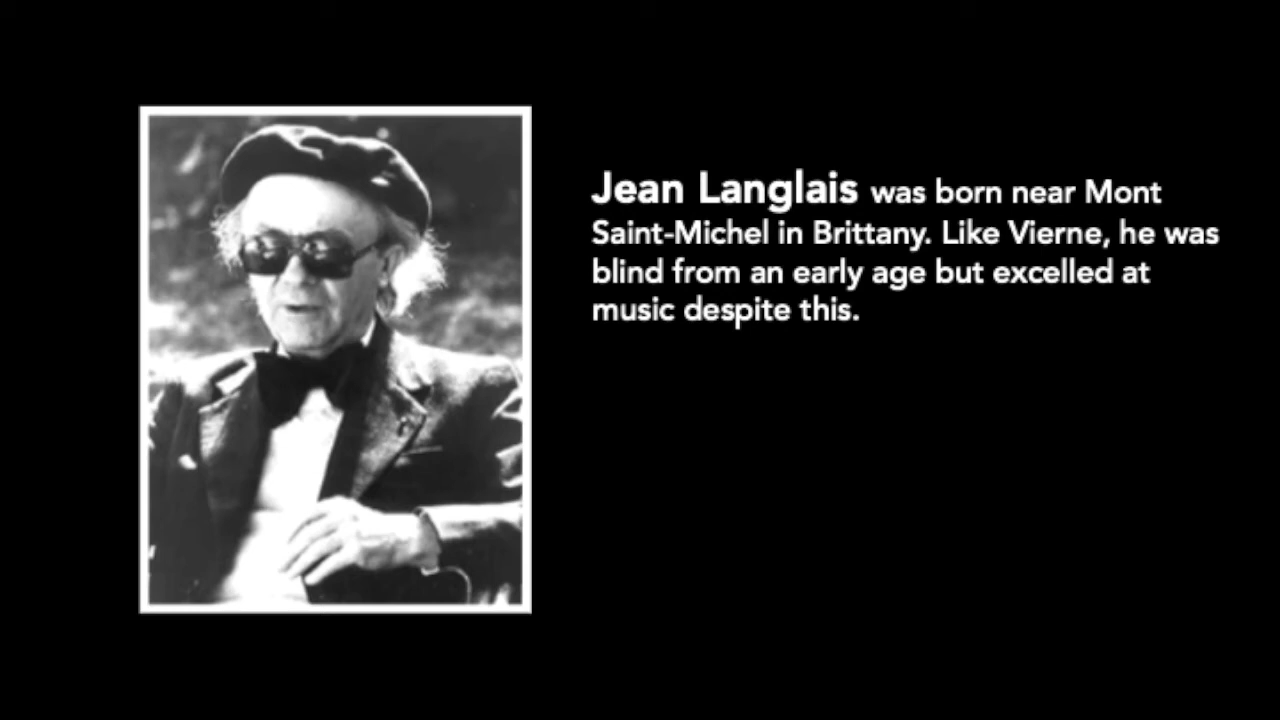 Jean Langlais was born near Mont
Saint-Michel in Brittany. Like Vierne, he was
blind from an early age but excelled at
music despite this.